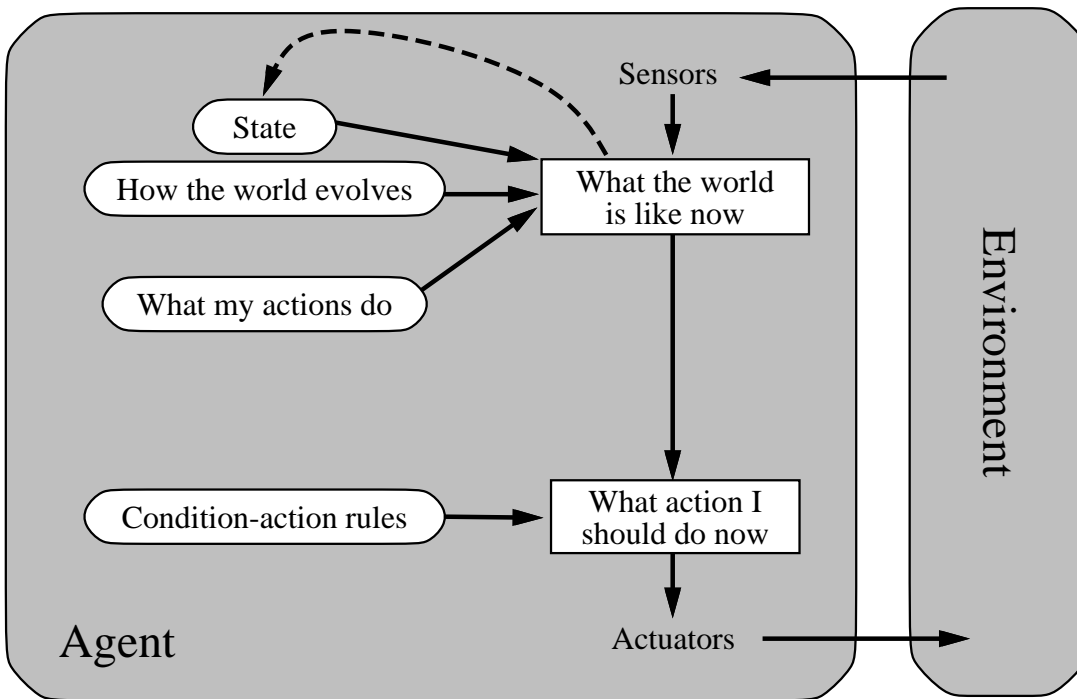 Sensors
State
How the world evolves
What the world
is like now
What my actions do
Environment
Condition-action rules
What action I
should do now
Agent
Actuators